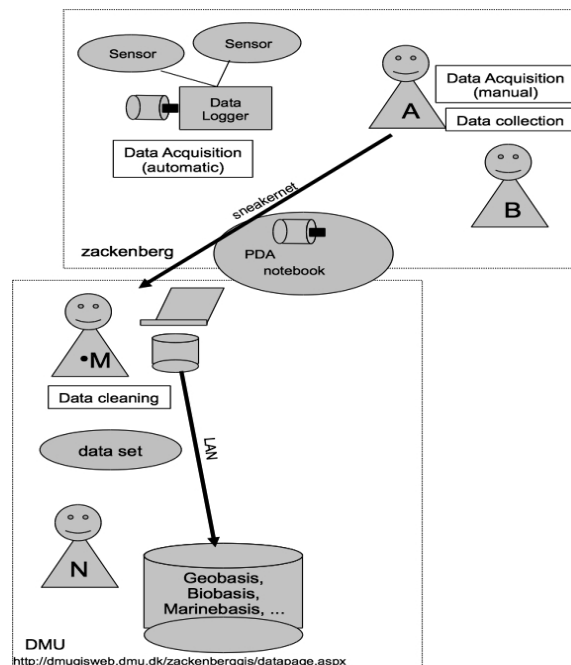 Sensor
Sensor
Data
Logger
Data Acquisition
(automatic)
Data Acquisition
(manual)
A
Data collection
B
sneakernet
zackenberg
PDA
notebook
•M
Data cleaning
data set
LAN
N
Geobasis,
Biobasis,
Marinebasis, ...
DMU
http://dmugisweb.dmu.dk/zackenberggis/datapage.aspx